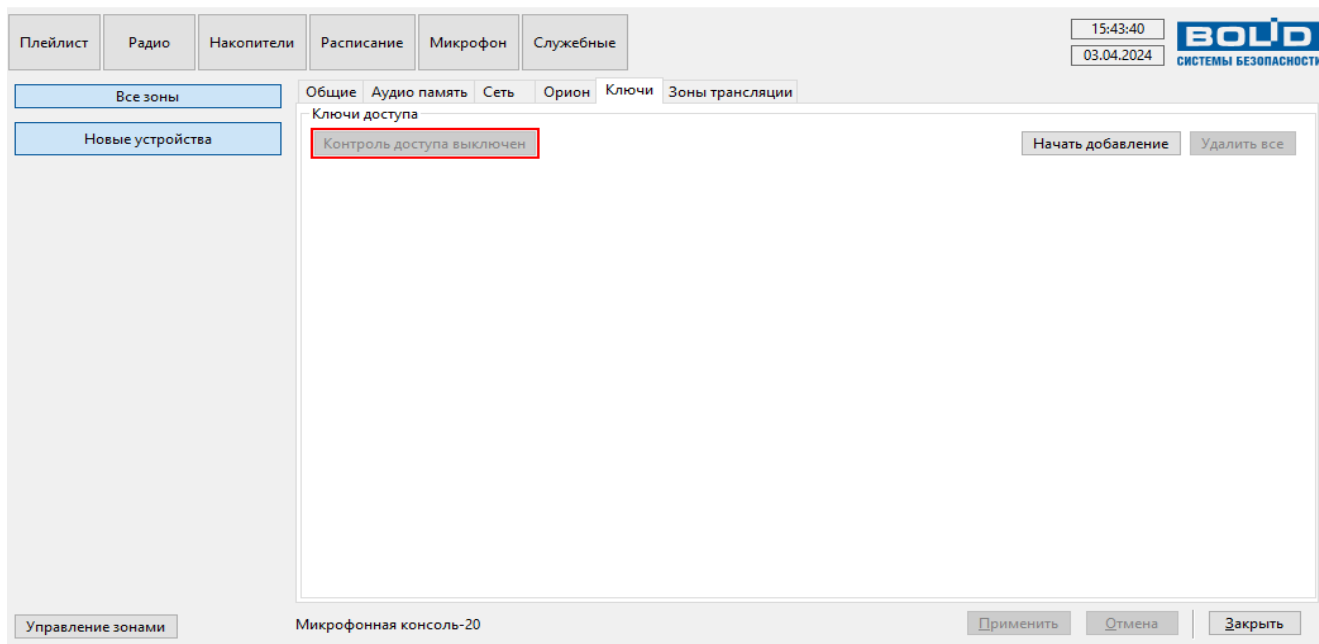 Плейлист Радио Накопители Расписание Микрофон Служебные
15:43:40
03.04.2024
BOLID
СИСТЕМЫ БЕЗОПАСНОСТИ
Все зоны
Новые устройства
Общие Аудио память Сеть Орион Ключи Зоны трансляции
Ключи доступа
Контроль доступа выключен Начать добавление Удалить все
Управление зонами Микрофонная консоль-20 Применить Отмена Закрыть